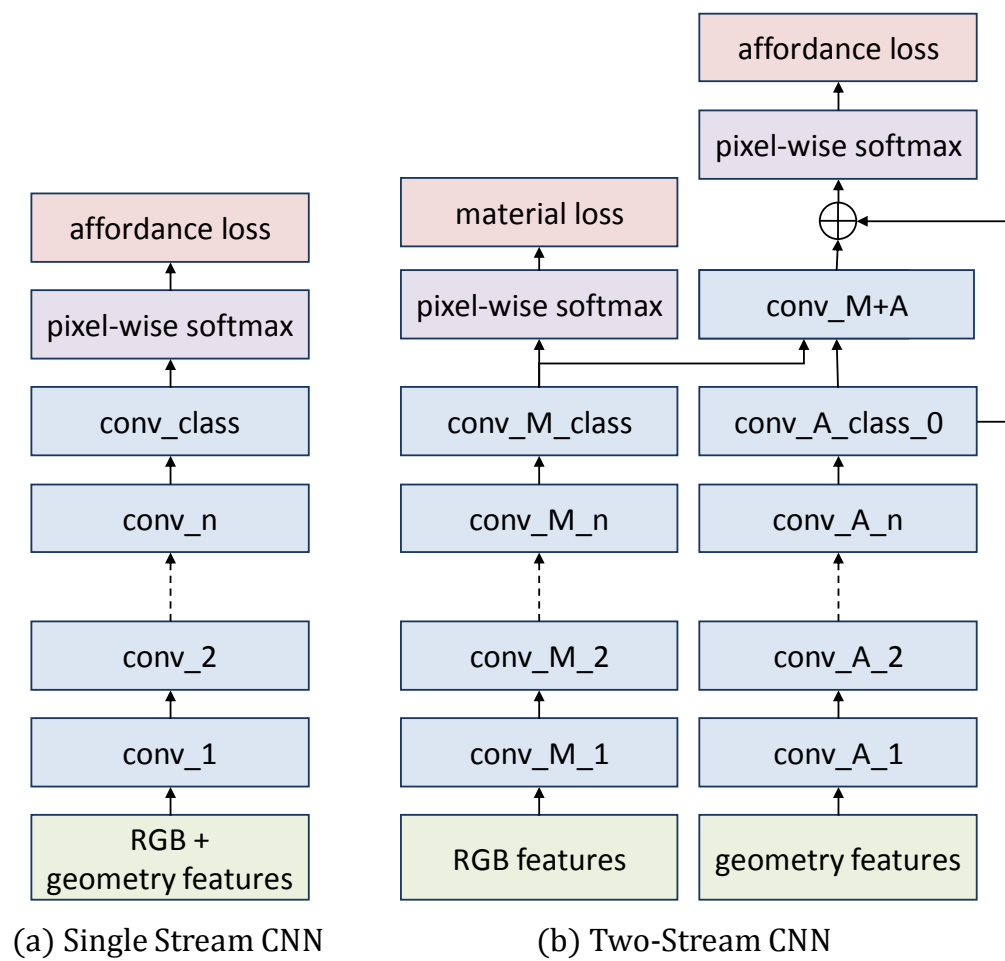 affordance loss
pixel-wise softmax
conv_class
conv_n
conv_2
conv_1
RGB +
geometry features
(a) Single Stream CNN
material loss
pixel-wise softmax
conv_M_class
conv_M_n
conv_M_2
conv_M_1
RGB features
affordance loss
pixel-wise softmax
conv_M+A
conv_A_class_0
conv_A_n
conv_A_2
conv_A_1
geometry features
(b) Two-Stream CNN